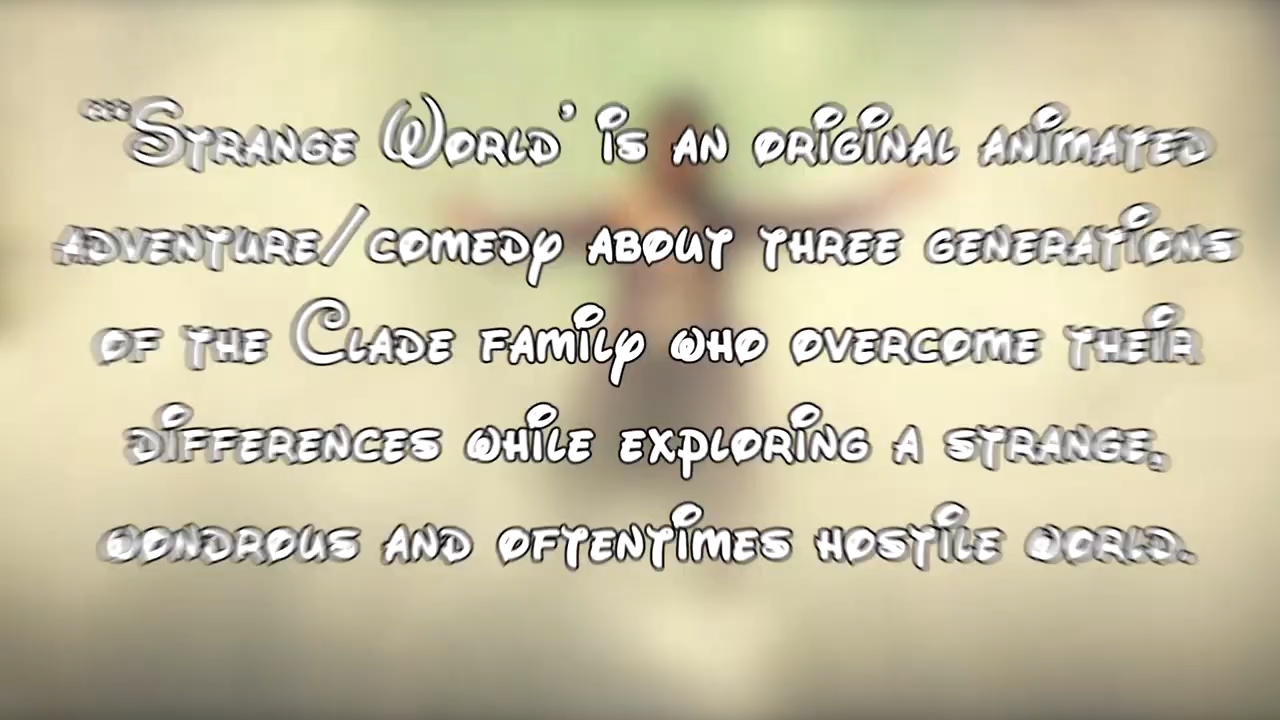 "'Strange World' is an original animated
adventure/comedy about three generations
of the Clade family who overcome their
differences while exploring a strange,
wondrous and oftentimes hostile world.